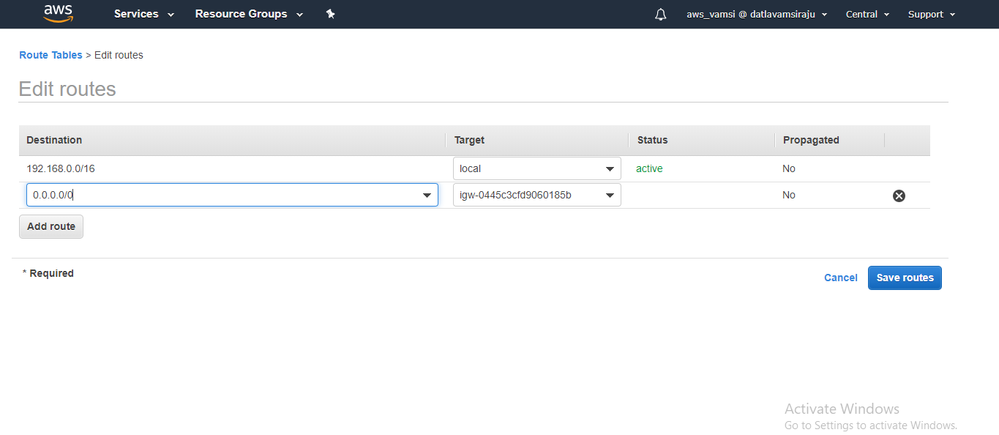 aws Services Resource Groups aws_vamsi @ datlavamsiraju Central Support
Route Tables > Edit routes
Edit routes
Destination Target Status Propagated
192.168.0.0/16 local active No
0.0.0.0/0 igw-0445c3cfd9060185b No
Add route
* Required
Cancel Save routes
Activate Windows
Go to Settings to activate Windows.